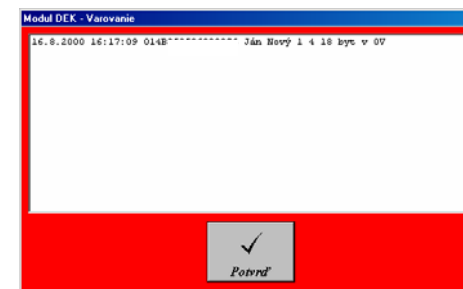 Modul DEK - Varovanie
16.8.2000 16:17:09 014B------------ Ján Nový 1 4 18 byt v OV
Potvrď